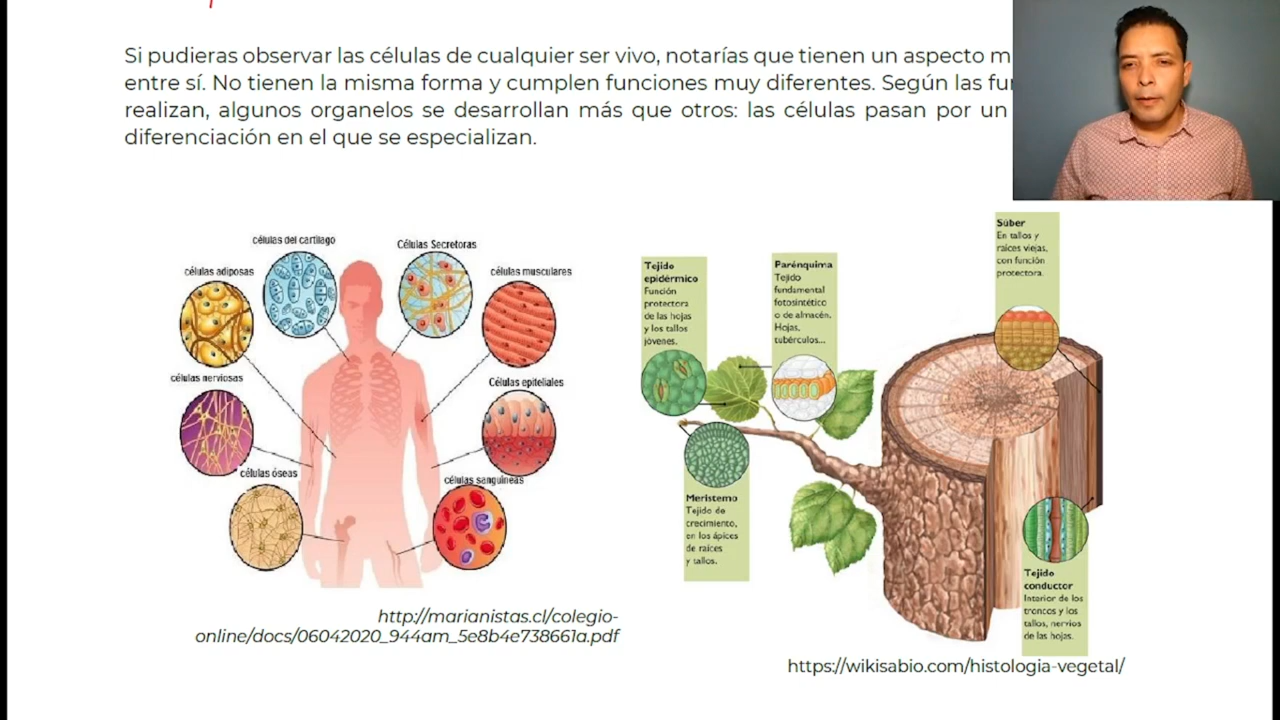 Si pudieras observar las células de cualquier ser vivo, notarías que tienen un aspecto
entre sí. No tienen la misma forma y cumplen funciones muy diferentes. Según las
realizan, algunos organelos se desarrollan más que otros: las células pasan por un
diferenciación en el que se especializan.
células del cartílago
Células Secretoras
células adiposas
células musculares
células nerviosas
Células epiteliales
células óseas
células sanguíneas
http://marianistas.cl/colegio-
online/docs/06042020_944am_5e8b4e738661a.pdf
Tejido
epidérmico
Función
protectora
de las hojas
y los tallos
jóvenes.
Parénquima
Tejido
fundamental
fotosintético
o de almacén.
Hojas,
tubérculos...
Súber
En tallos y
raíces viejas,
con función
protectora.
Meristemo
Tejido de
crecimiento,
en los ápices
de raíces
y tallos.
Tejido
conductor
Interior de los
troncos y los
tallos, nervios
de las hojas.
https://wikisabio.com/histologia-vegetal/